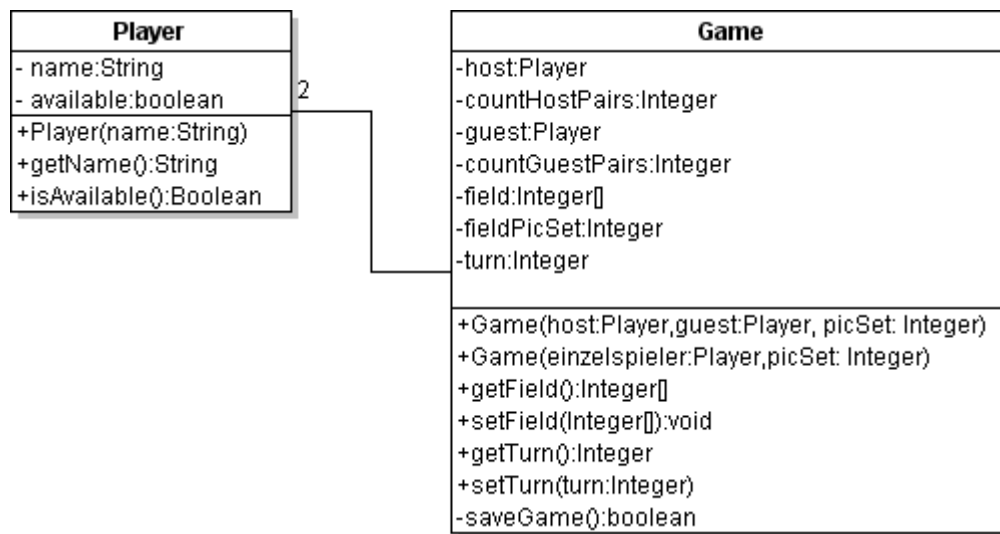 Player
- name:String
- available:boolean
+Player(name:String)
+getName():String
+isAvailable():Boolean
2
Game
-host:Player
-countHostPairs:Integer
-guest:Player
-countGuestPairs:Integer
-field:Integer[]
-fieldPicSet:Integer
-turn:Integer
+Game(host:Player,guest:Player, picSet: Integer)
+Game(einzelspieler:Player,picSet: Integer)
+getField():Integer[]
+setField(Integer[]):void
+getTurn():Integer
+setTurn(turn:Integer)
-saveGame():boolean